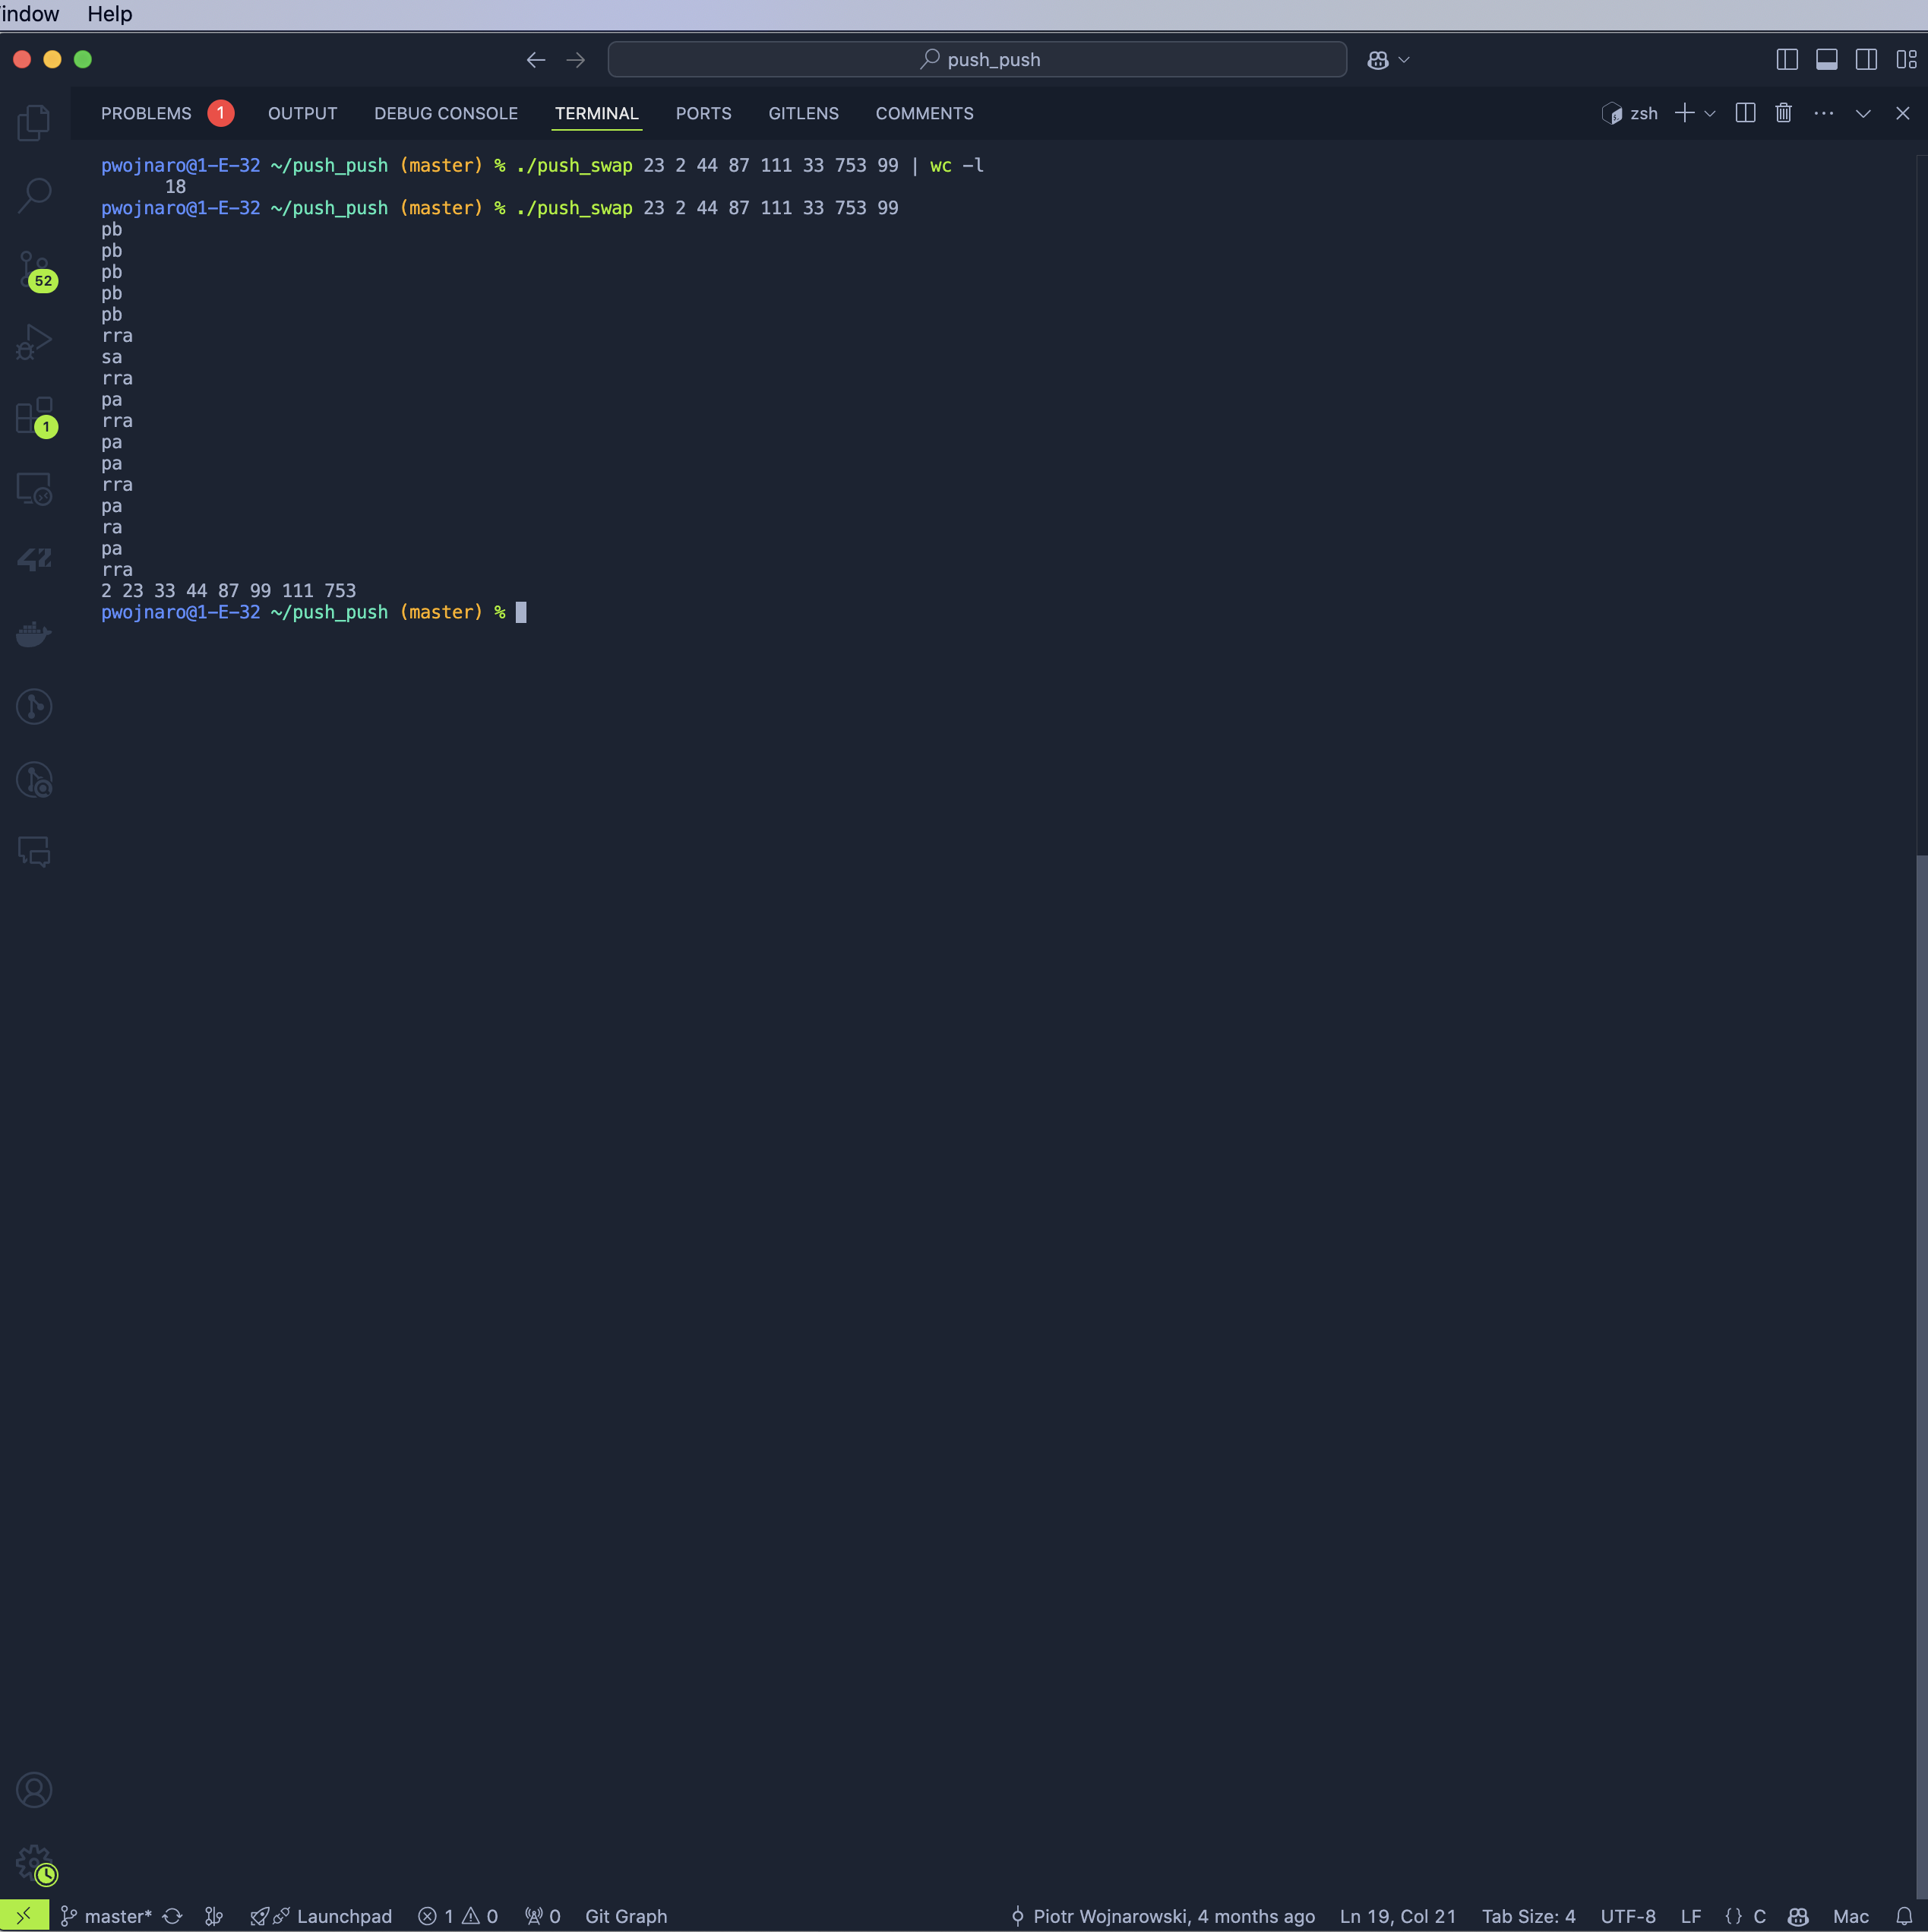 indow Help
push_push
PROBLEMS 1 OUTPUT DEBUG CONSOLE TERMINAL PORTS GITLENS COMMENTS zsh
pwojnaro@1-E-32 ~/push_push (master) % ./push_swap 23 2 44 87 111 33 753 99 | wc -l
18
pwojnaro@1-E-32 ~/push_push (master) % ./push_swap 23 2 44 87 111 33 753 99
pb
pb
pb
pb
pb
rra
sa
rra
pa
rra
pa
pa
rra
pa
ra
pa
rra
2 23 33 44 87 99 111 753
pwojnaro@1-E-32 ~/push_push (master) %
52
1
42
master* Launchpad 1 0 0 Git Graph Piotr Wojnarowski, 4 months ago Ln 19, Col 21 Tab Size: 4 UTF-8 LF {} C Mac